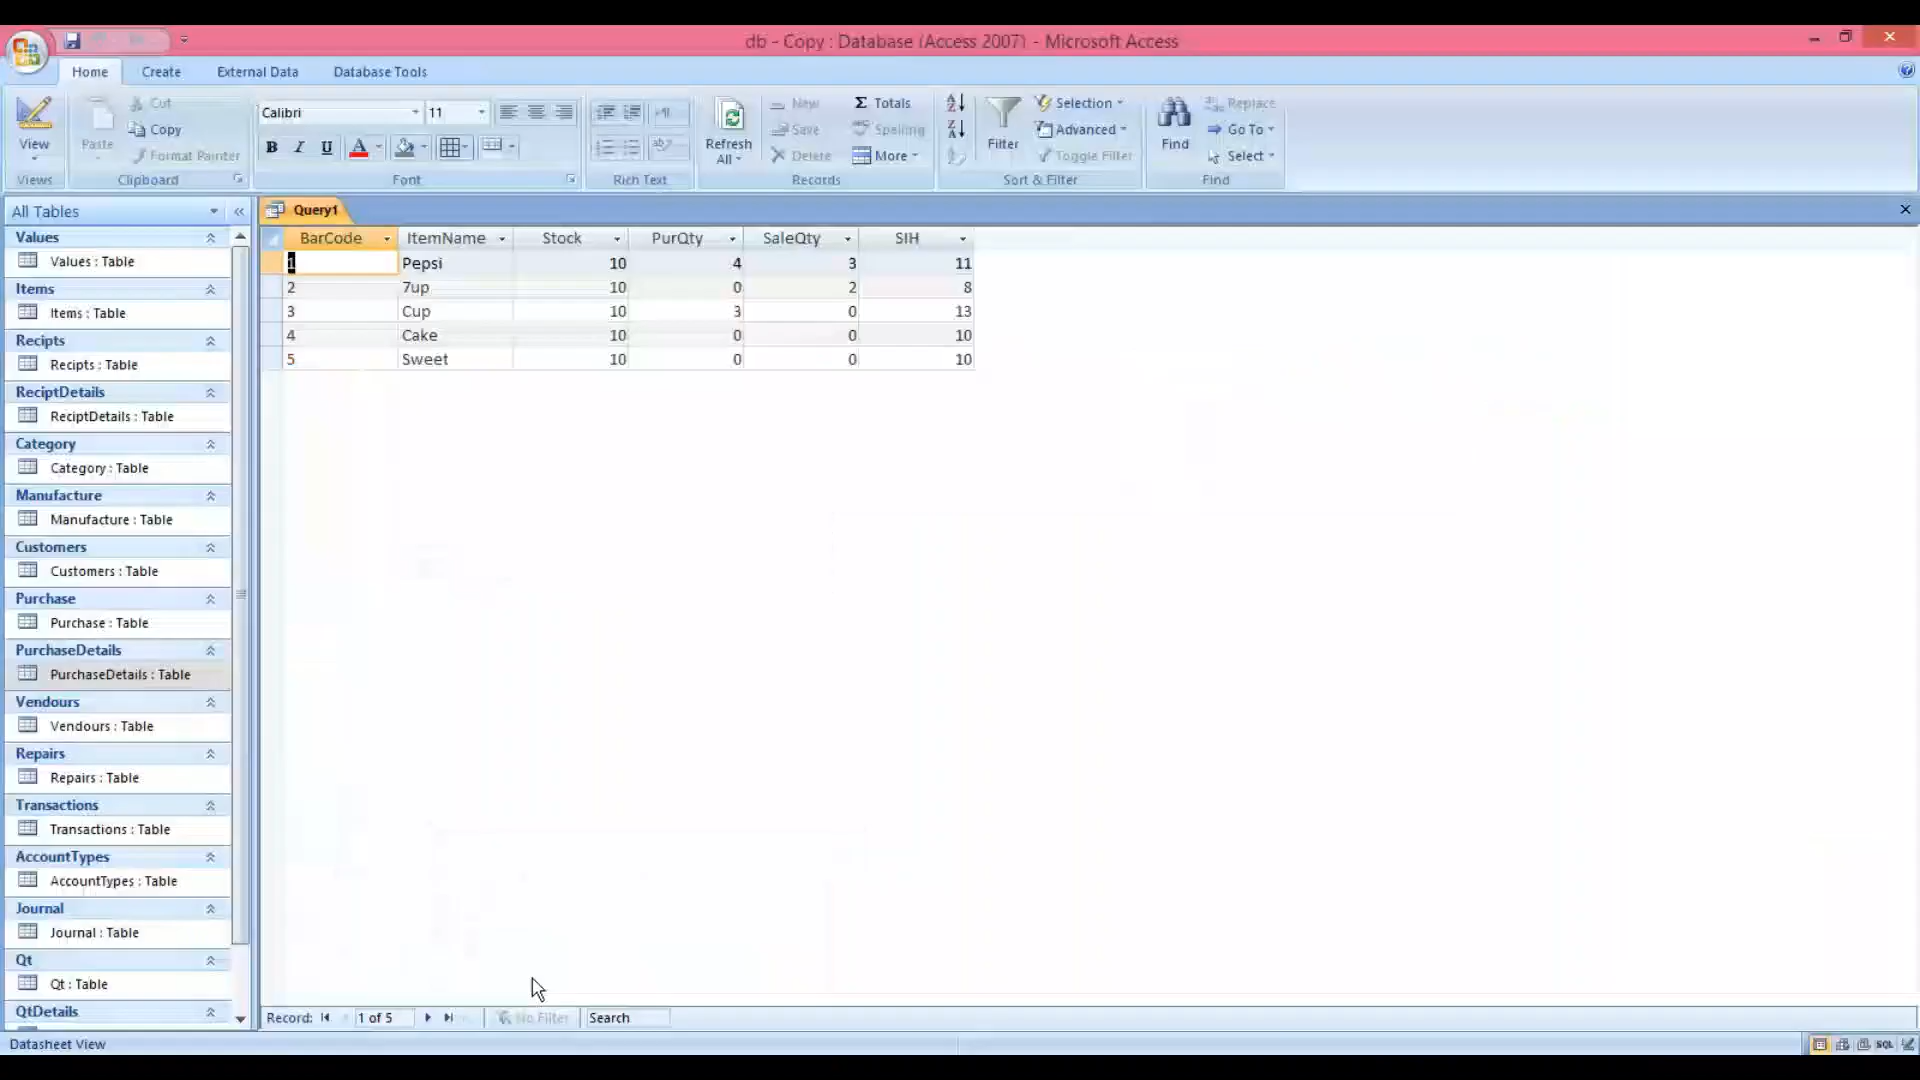 db - Copy : Database (Access 2007) - Microsoft Access
Home Create External Data Database Tools
View
Views
Paste
Cut
Copy
Format Painter
Clipboard
Calibri 11
B I U A
Font
Rich Text
Refresh All
New
Save
Delete
Totals
Spelling
More
Records
Filter
Selection
Advanced
Toggle Filter
Sort & Filter
Find
Replace
Go To
Select
Find
All Tables
Values
Values : Table
Items
Items : Table
Recipts
Recipts : Table
ReciptDetails
ReciptDetails : Table
Category
Category : Table
Manufacture
Manufacture : Table
Customers
Customers : Table
Purchase
Purchase : Table
PurchaseDetails
PurchaseDetails : Table
Vendours
Vendours : Table
Repairs
Repairs : Table
Transactions
Transactions : Table
AccountTypes
AccountTypes : Table
Journal
Journal : Table
Qt
Qt : Table
QtDetails
Query1
BarCode ItemName Stock PurQty SaleQty SIH
1 Pepsi 10 4 3 11
2 7up 10 0 2 8
3 Cup 10 3 0 13
4 Cake 10 0 0 10
5 Sweet 10 0 0 10
Record: 1 of 5 No Filter Search
Datasheet View
SQL